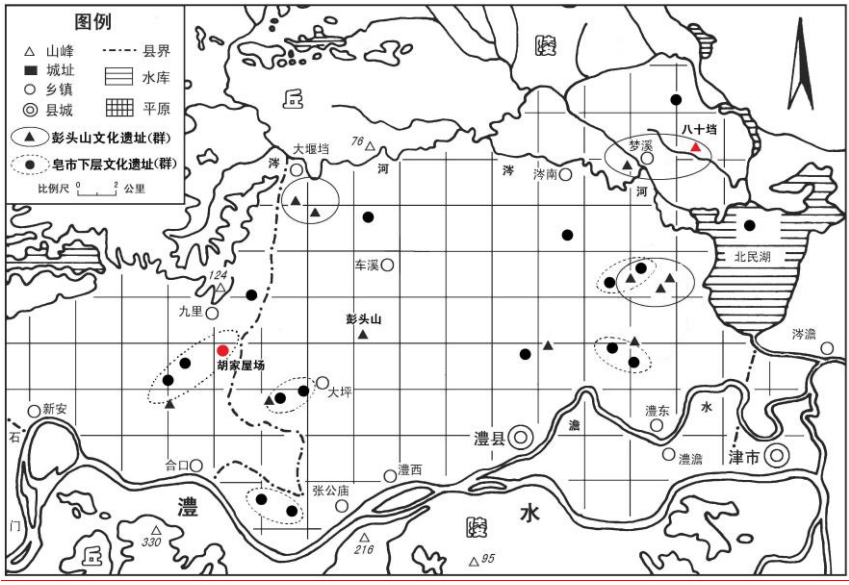 图例
山峰
县界
城址
水库
乡镇
县城
平原
彭头山文化遗址(群)
皂市下层文化遗址(群)
比例尺 0 2 公里
陵
丘
八十垱
大堰垱
76
梦溪
涔
河
涔
涔南
河
北民湖
车溪
124
九里
彭头山
涔澹
胡家屋场
大坪
新安
石
澧东
水
澹
澧县
澧澹
津市
合口
澧西
张公庙
澧
水
陵
门
丘
330
216
95